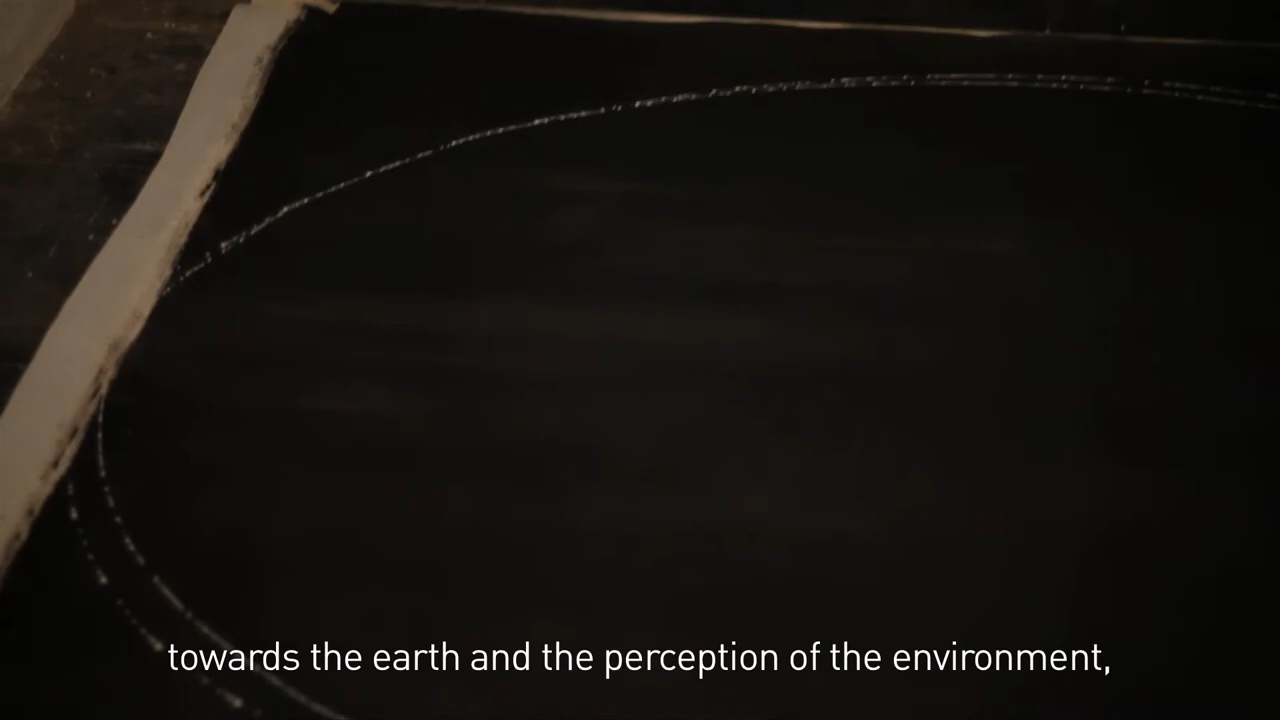 towards the earth and the perception of the environment,